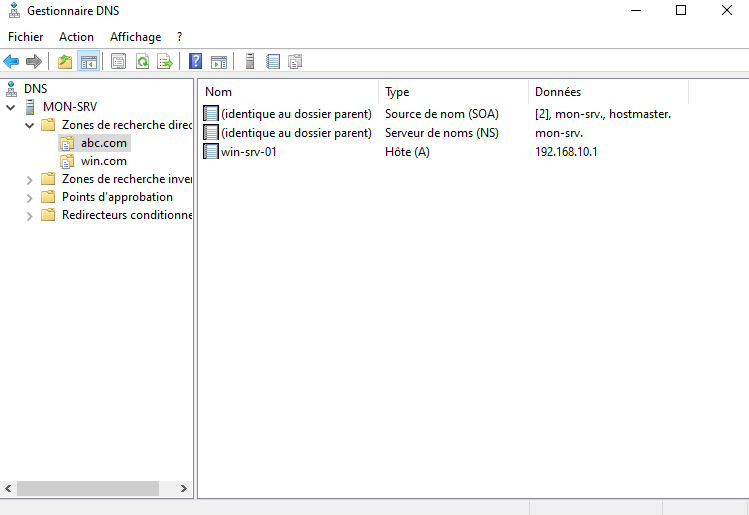 Gestionnaire DNS
Fichier Action Affichage ?
DNS
MON-SRV
Zones de recherche direc
abc.com
win.com
Zones de recherche inver
Points d'approbation
Redirecteurs conditionne
Nom Type Données
(identique au dossier parent) Source de nom (SOA) [2], mon-srv., hostmaster.
(identique au dossier parent) Serveur de noms (NS) mon-srv.
win-srv-01 Hôte (A) 192.168.10.1